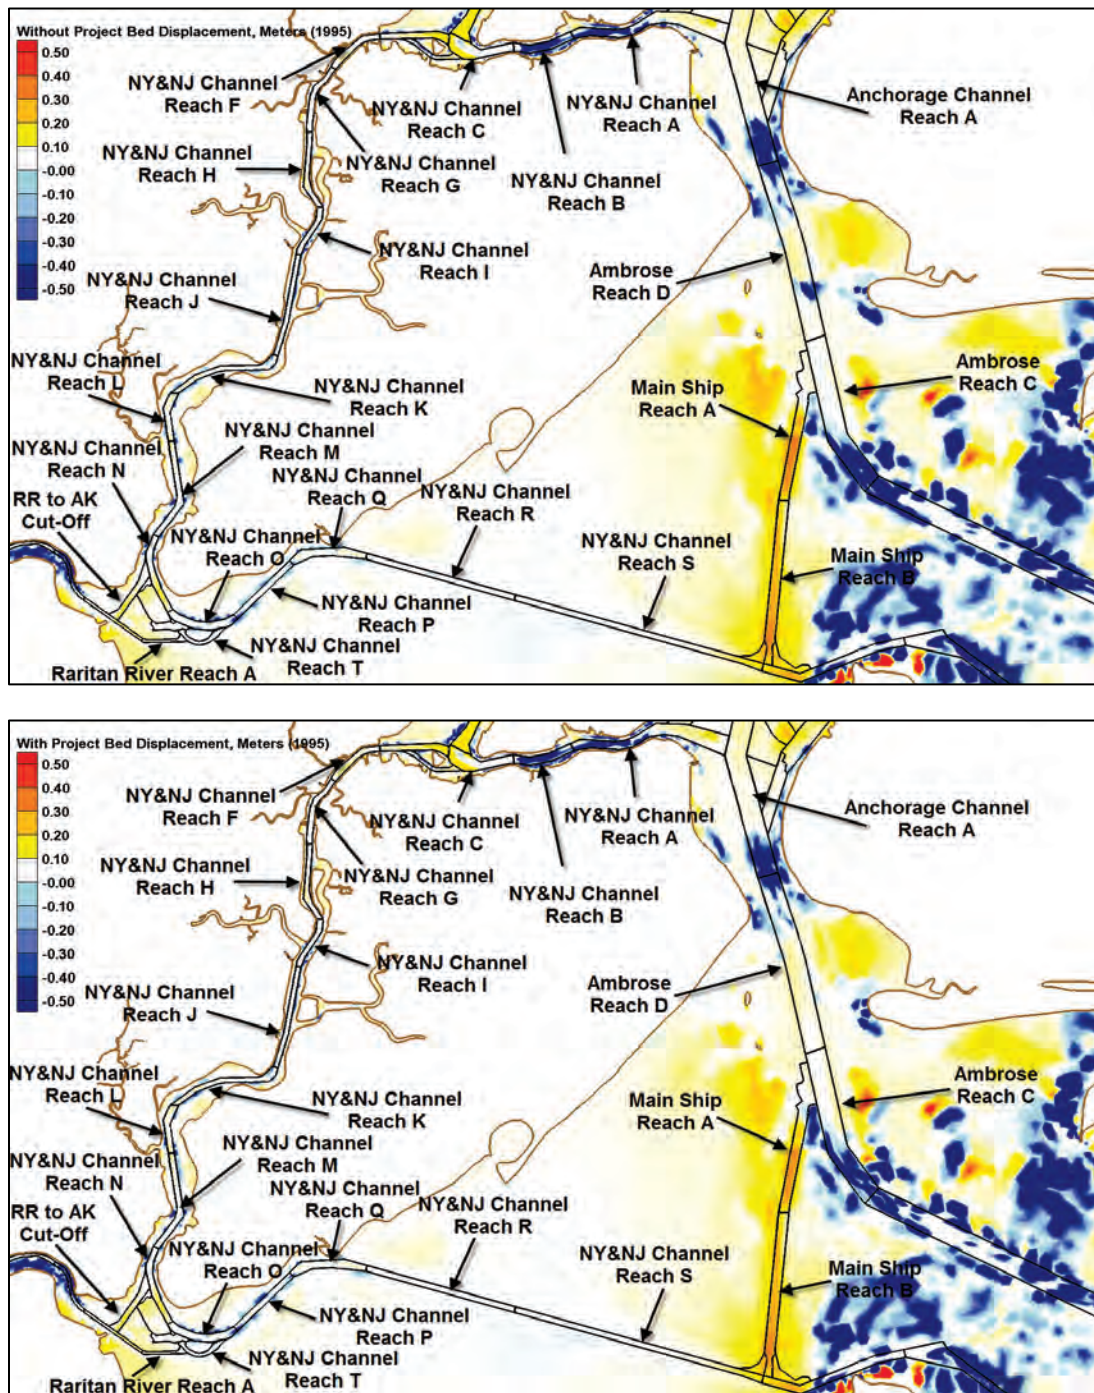 Without Project Bed Displacement, Meters (1995)
0.50
0.40
0.30
0.20
0.10
-0.00
-0.10
-0.20
-0.30
-0.40
-0.50
NY&NJ Channel
Reach F
NY&NJ Channel
Reach C
NY&NJ Channel
Reach A
Anchorage Channel
Reach A
NY&NJ Channel
Reach H
NY&NJ Channel
Reach G
NY&NJ Channel
Reach B
NY&NJ Channel
Reach I
NY&NJ Channel
Reach J
Ambrose
Reach D
NY&NJ Channel
Reach L
NY&NJ Channel
Reach K
Main Ship
Reach A
Ambrose
Reach C
NY&NJ Channel
Reach N
NY&NJ Channel
Reach M
NY&NJ Channel
Reach Q
NY&NJ Channel
Reach R
RR to AK
Cut-Off
NY&NJ Channel
Reach O
NY&NJ Channel
Reach S
Main Ship
Reach B
NY&NJ Channel
Reach P
NY&NJ Channel
Reach T
Raritan River Reach A
With Project Bed Displacement, Meters (1995)
0.50
0.40
0.30
0.20
0.10
-0.00
-0.10
-0.20
-0.30
-0.40
-0.50
NY&NJ Channel
Reach F
NY&NJ Channel
Reach C
NY&NJ Channel
Reach A
Anchorage Channel
Reach A
NY&NJ Channel
Reach H
NY&NJ Channel
Reach G
NY&NJ Channel
Reach B
NY&NJ Channel
Reach I
NY&NJ Channel
Reach J
Ambrose
Reach D
NY&NJ Channel
Reach L
NY&NJ Channel
Reach K
Main Ship
Reach A
Ambrose
Reach C
NY&NJ Channel
Reach N
NY&NJ Channel
Reach M
NY&NJ Channel
Reach Q
NY&NJ Channel
Reach R
RR to AK
Cut-Off
NY&NJ Channel
Reach O
NY&NJ Channel
Reach S
Main Ship
Reach B
NY&NJ Channel
Reach P
NY&NJ Channel
Reach T
Raritan River Reach A